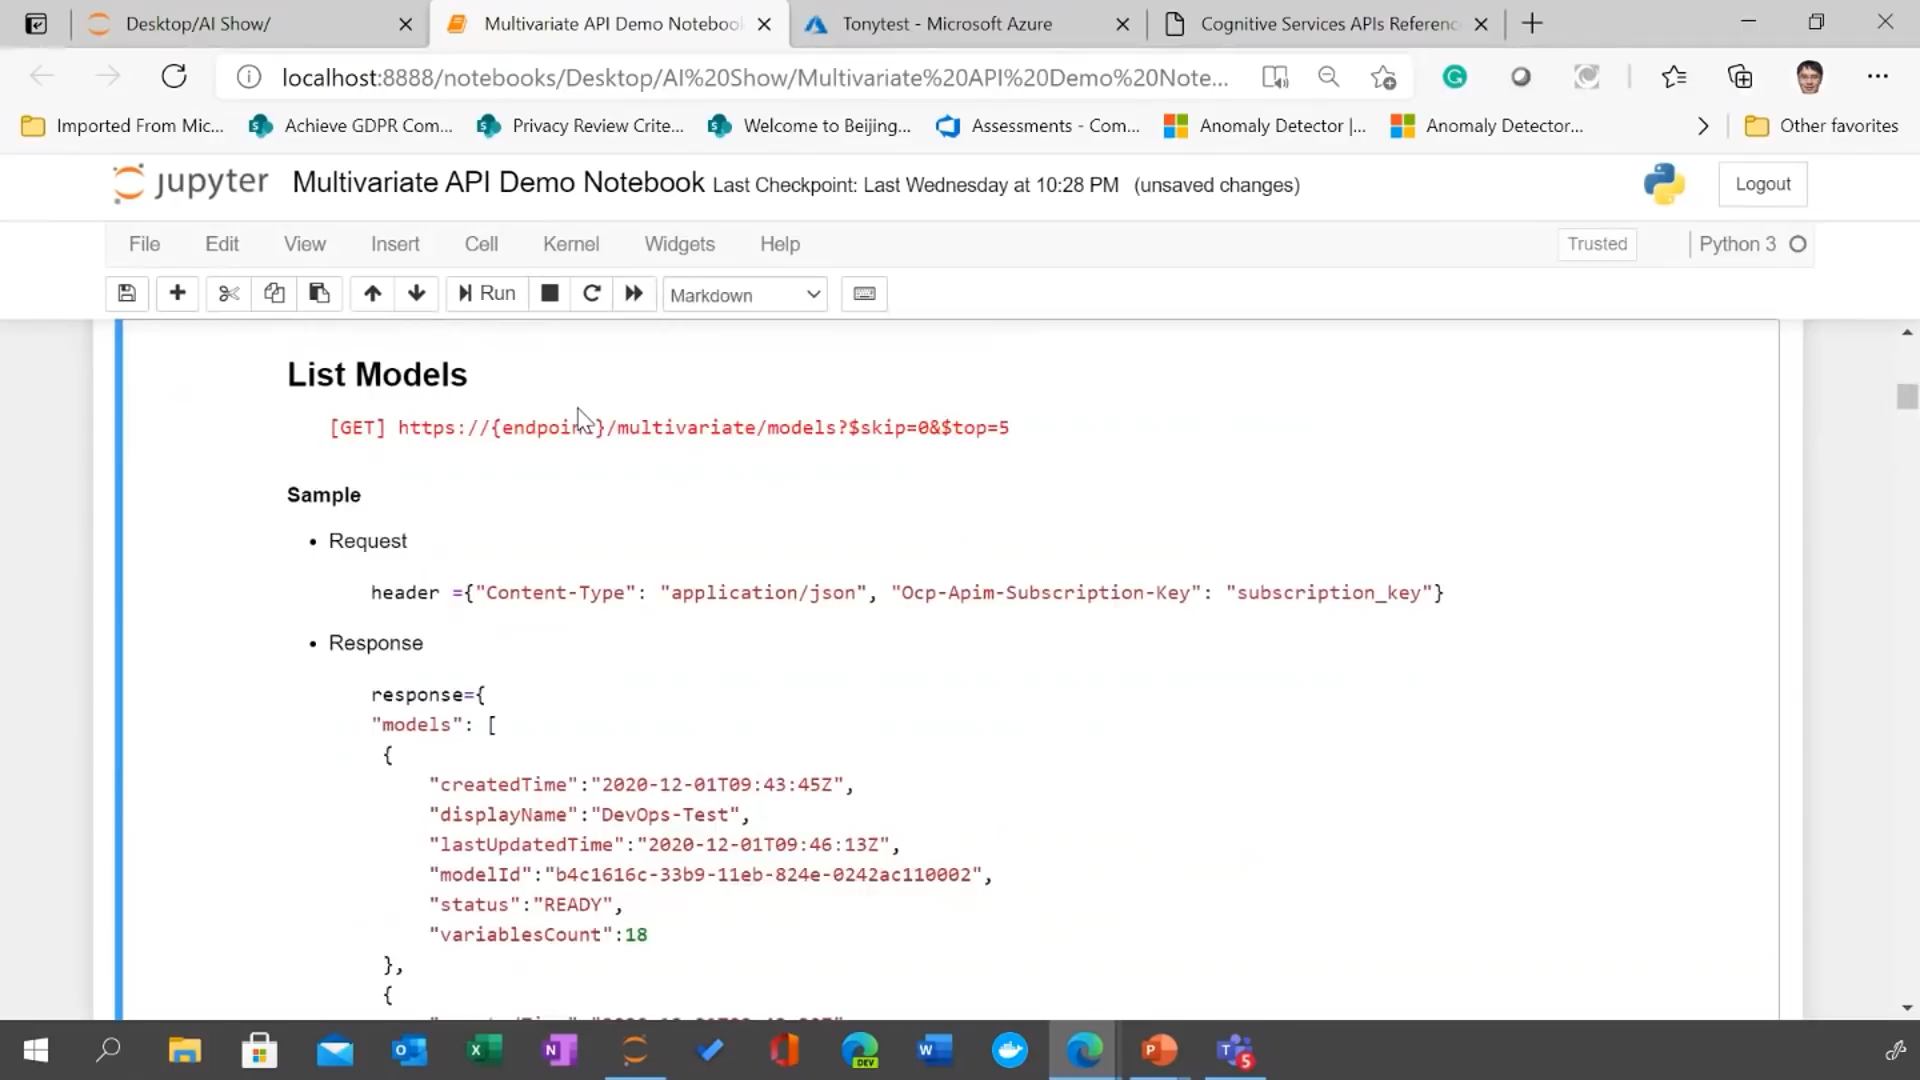 Desktop/AI Show/
Multivariate API Demo Notebook
Tonytest - Microsoft Azure
Cognitive Services APIs Referenc
localhost:8888/notebooks/Desktop/AI%20Show/Multivariate%20API%20Demo%20Note...
Imported From Mic...
Achieve GDPR Com...
Privacy Review Crite...
Welcome to Beijing...
Assessments - Com...
Anomaly Detector |...
Anomaly Detector...
Other favorites
jupyter Multivariate API Demo Notebook Last Checkpoint: Last Wednesday at 10:28 PM (unsaved changes)
Logout
File Edit View Insert Cell Kernel Widgets Help
Trusted
Python 3
Run
Markdown
List Models
[GET] https://{endpoint}/multivariate/models?$skip=0&$top=5
Sample
• Request
header ={"Content-Type": "application/json", "Ocp-Apim-Subscription-Key": "subscription_key"}
• Response
response={
"models": [
{
"createdTime":"2020-12-01T09:43:45Z",
"displayName":"DevOps-Test",
"lastUpdatedTime":"2020-12-01T09:46:13Z",
"modelId":"b4c1616c-33b9-11eb-824e-0242ac110002",
"status":"READY",
"variablesCount":18
},
{
DEV
5